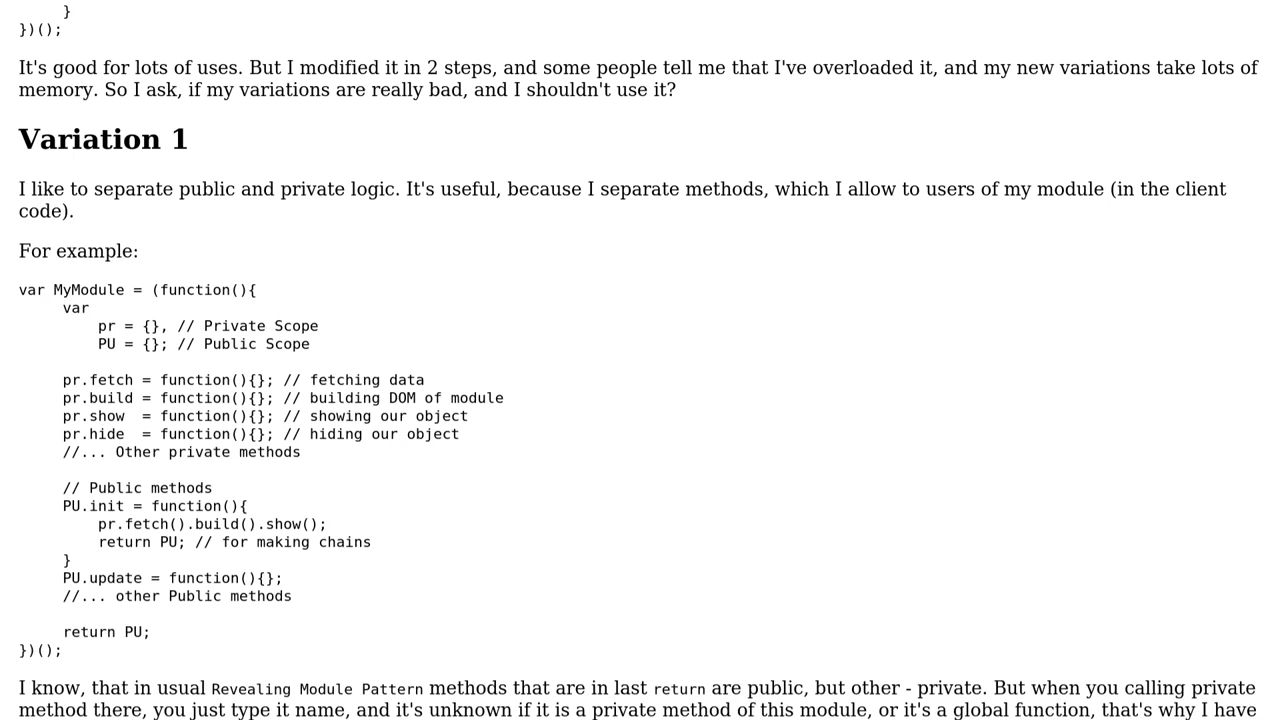 }
})();
It's good for lots of uses. But I modified it in 2 steps, and some people tell me that I've overloaded it, and my new variations take lots of
memory. So I ask, if my variations are really bad, and I shouldn't use it?
Variation 1
I like to separate public and private logic. It's useful, because I separate methods, which I allow to users of my module (in the client
code).
For example:
var MyModule = (function(){
     var
         pr = {}, // Private Scope
         PU = {}; // Public Scope

     pr.fetch = function(){}; // fetching data
     pr.build = function(){}; // building DOM of module
     pr.show  = function(){}; // showing our object
     pr.hide  = function(){}; // hiding our object
     //... Other private methods

     // Public methods
     PU.init = function(){
         pr.fetch().build().show();
         return PU; // for making chains
     }
     PU.update = function(){};
     //... other Public methods

     return PU;
})();
I know, that in usual Revealing Module Pattern methods that are in last return are public, but other - private. But when you calling private
method there, you just type it name, and it's unknown if it is a private method of this module, or it's a global function, that's why I have